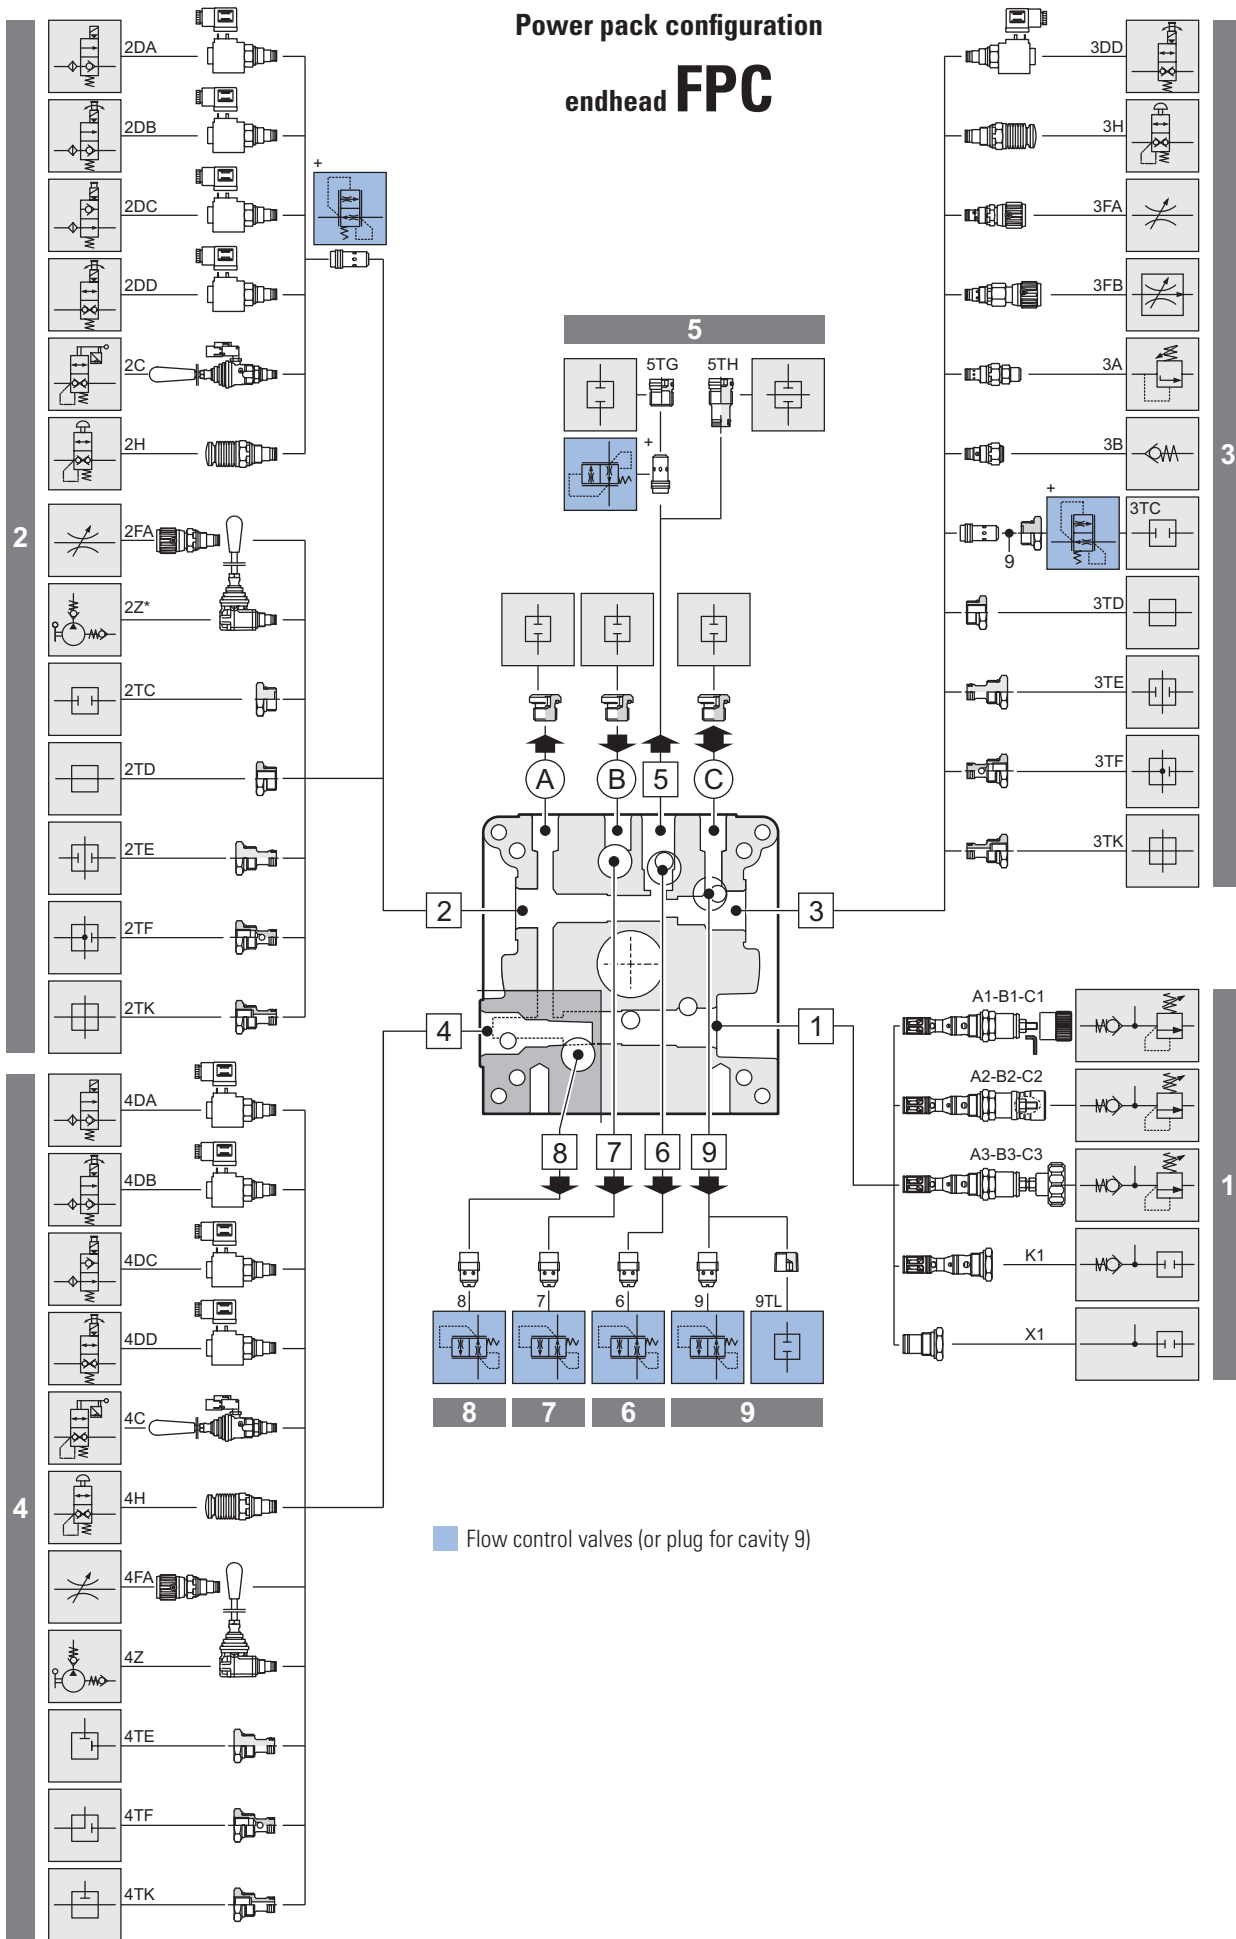 Power pack configuration
endhead FPC
2
2DA
2DB
2DC
2DD
+
2C
2H
2FA
2Z*
2TC
2TD
2TE
2TF
2TK
4
4DA
4DB
4DC
4DD
4C
4H
4FA
4Z
4TE
4TF
4TK
5
5TG
5TH
+
A
B
5
C
2
3
4
1
8
7
6
9
8
7
6
9
9TL
8
7
6
9
Flow control valves (or plug for cavity 9)
3
3DD
3H
3FA
3FB
3A
3B
+
3TC
9
3TD
3TE
3TF
3TK
1
A1-B1-C1
A2-B2-C2
A3-B3-C3
K1
X1